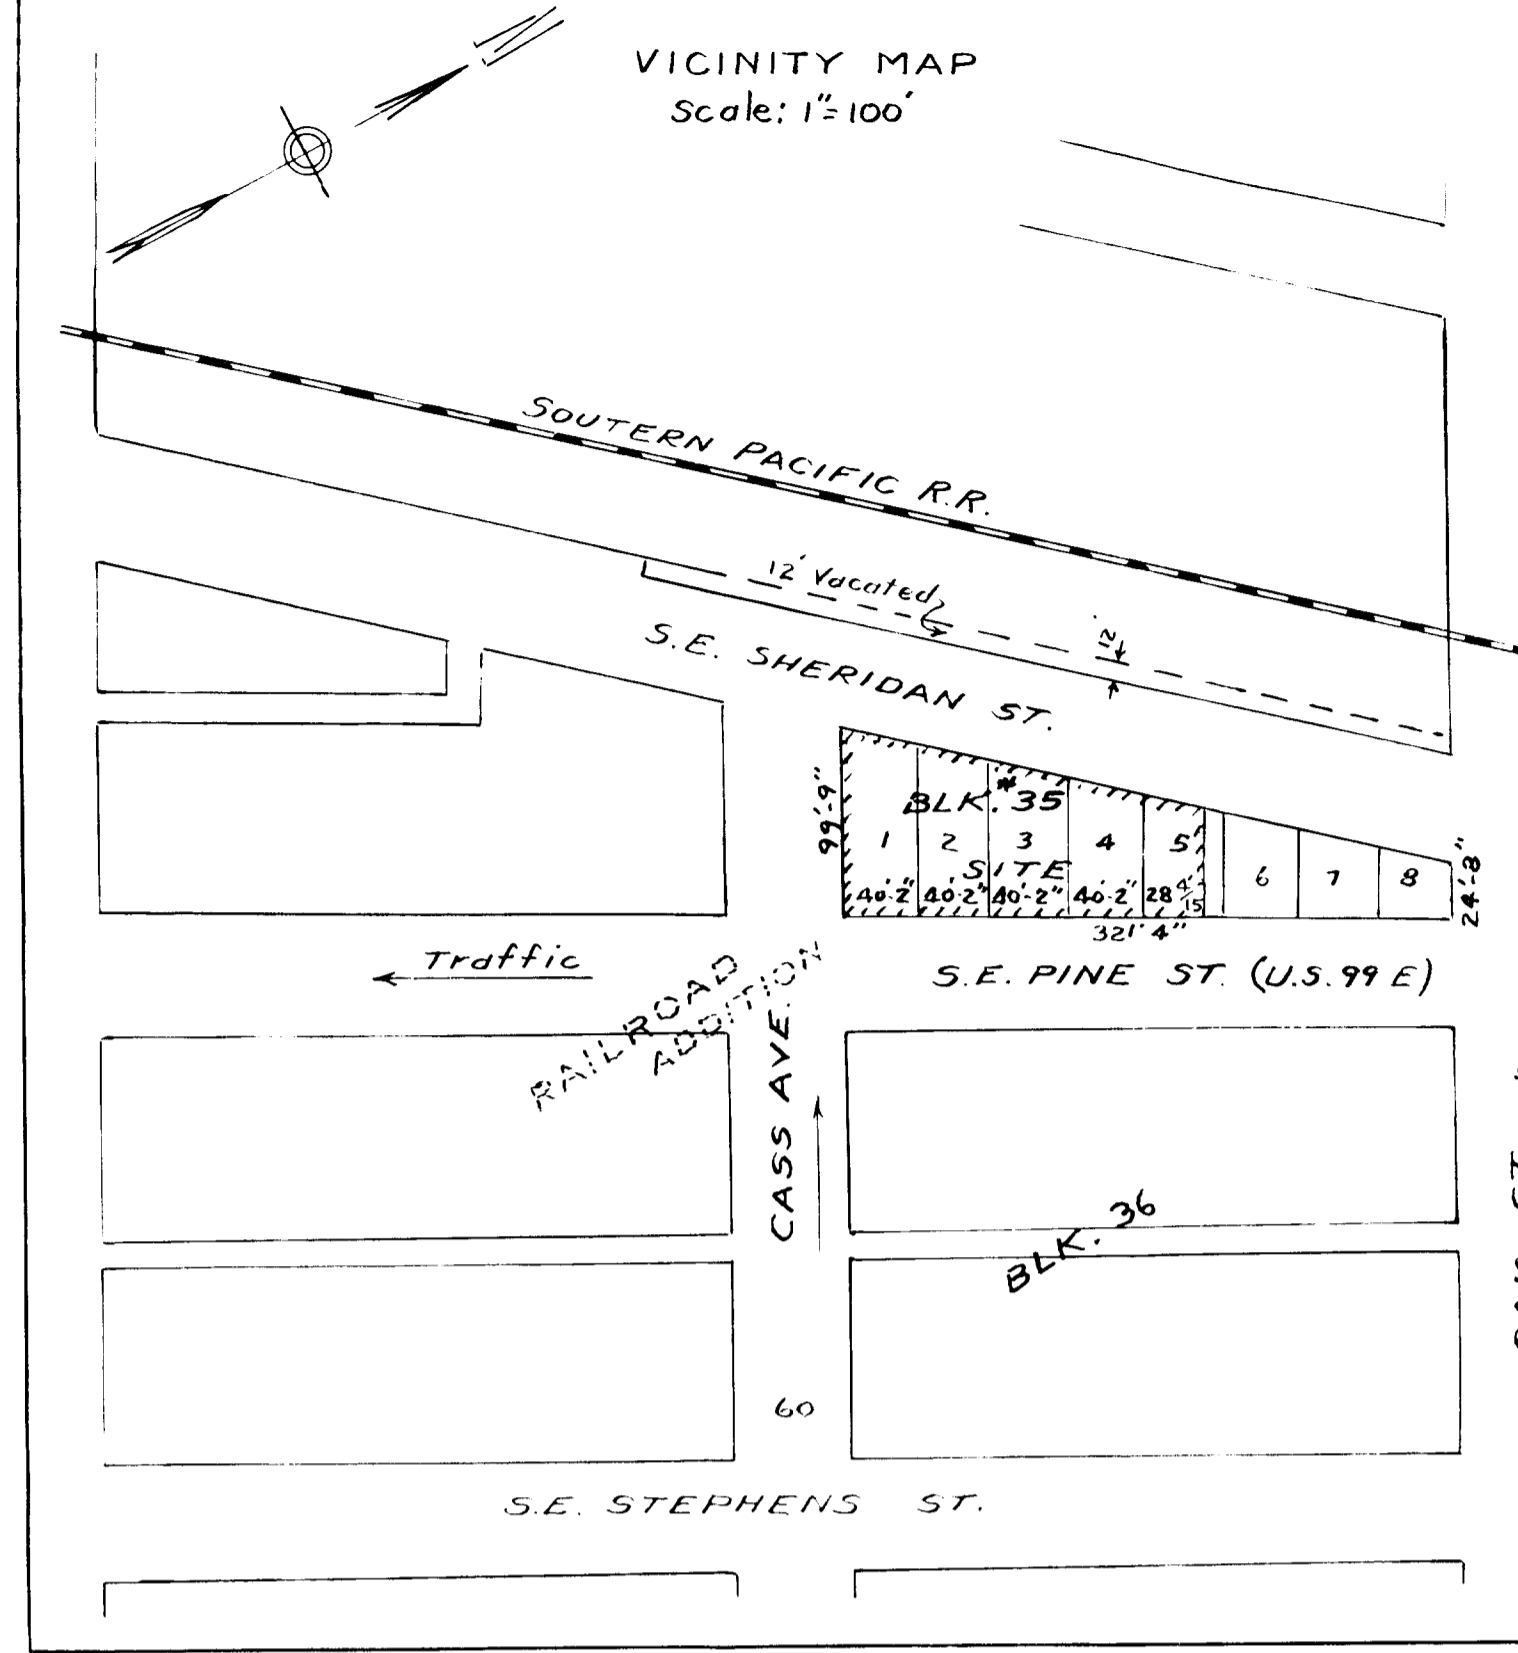 VICINITY MAP
Scale: 1"=100'
SOUTERN PACIFIC R.R.
12' Vacated
12'
S.E. SHERIDAN ST.
99'-9"
BLK. #35
1 2 3 4 5 6 7 8
SITE
40'-2" 40'-2" 40'-2" 40'-2" 28 4/15
24'-8"
321'4"
Traffic
S.E. PINE ST. (U.S. 99 E)
RAILROAD
ADDITION
CASS AVE.
BLK. 36
60
S.E. STEPHENS ST.